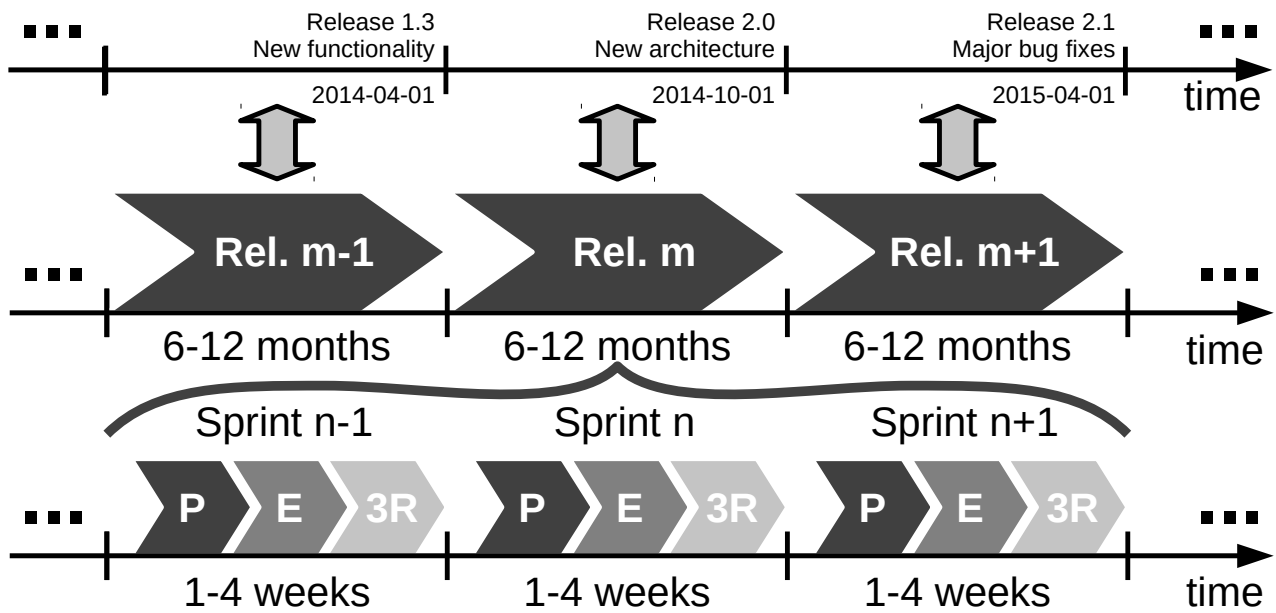 Release 1.3
New functionality
Release 2.0
New architecture
Release 2.1
Major bug fixes
2014-04-01
2014-10-01
2015-04-01
time
Rel. m-1
Rel. m
Rel. m+1
6-12 months
6-12 months
6-12 months
time
Sprint n-1
Sprint n
Sprint n+1
P E 3R
P E 3R
P E 3R
1-4 weeks
1-4 weeks
1-4 weeks
time